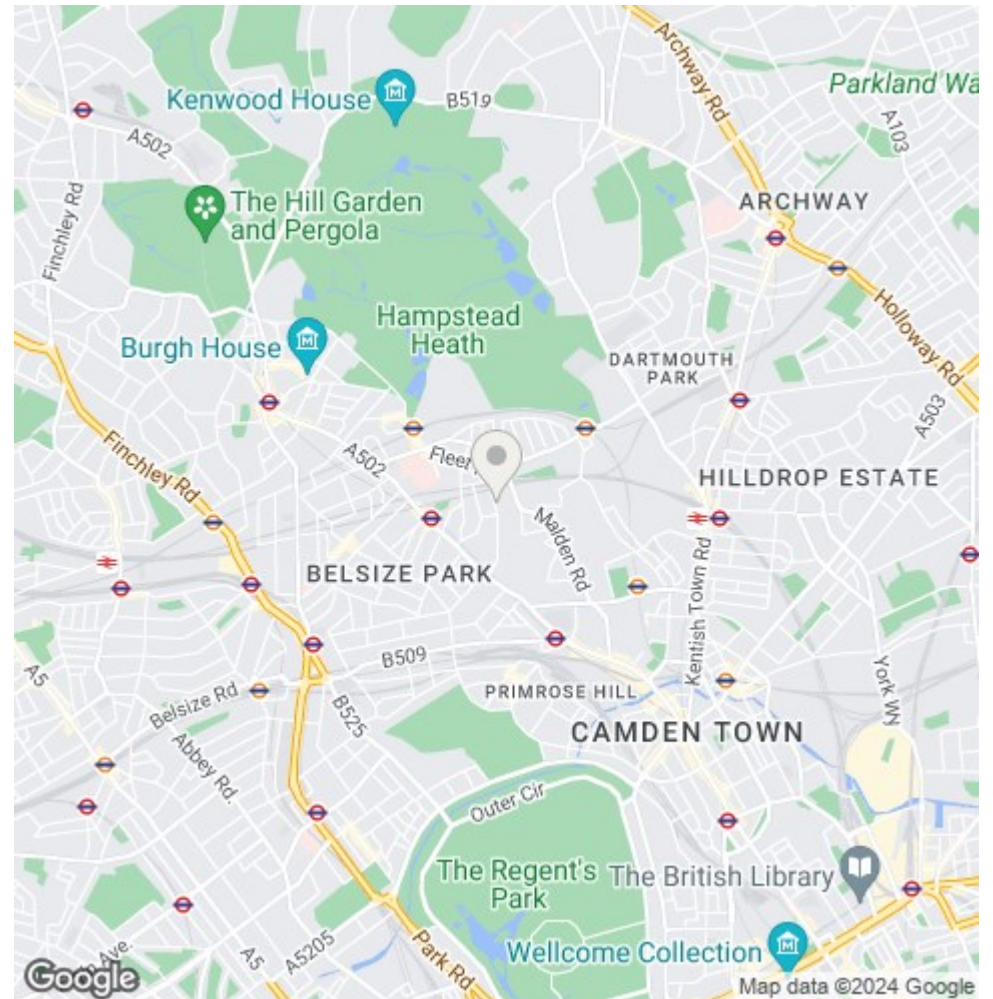 Archway Rd
Parkland Wa
Kenwood House
B519
A502
A103
The Hill Garden
and Pergola
ARCHWAY
Finchley Rd
Hampstead
Heath
Holloway Rd
Burgh House
DARTMOUTH
PARK
A503
A502
Fleet
Finchley Rd
HILLDROP ESTATE
Malden Rd
BELSIZE PARK
Kentish Town Rd
B509
A5
York Wy
PRIMROSE HILL
Belsize Rd
B525
CAMDEN TOWN
Abbey Rd.
Outer Cir
The Regent's
Park
The British Library
Wellcome Collection
Ave.
A5
A5205
Park Rd
Google
Map data ©2024 Google